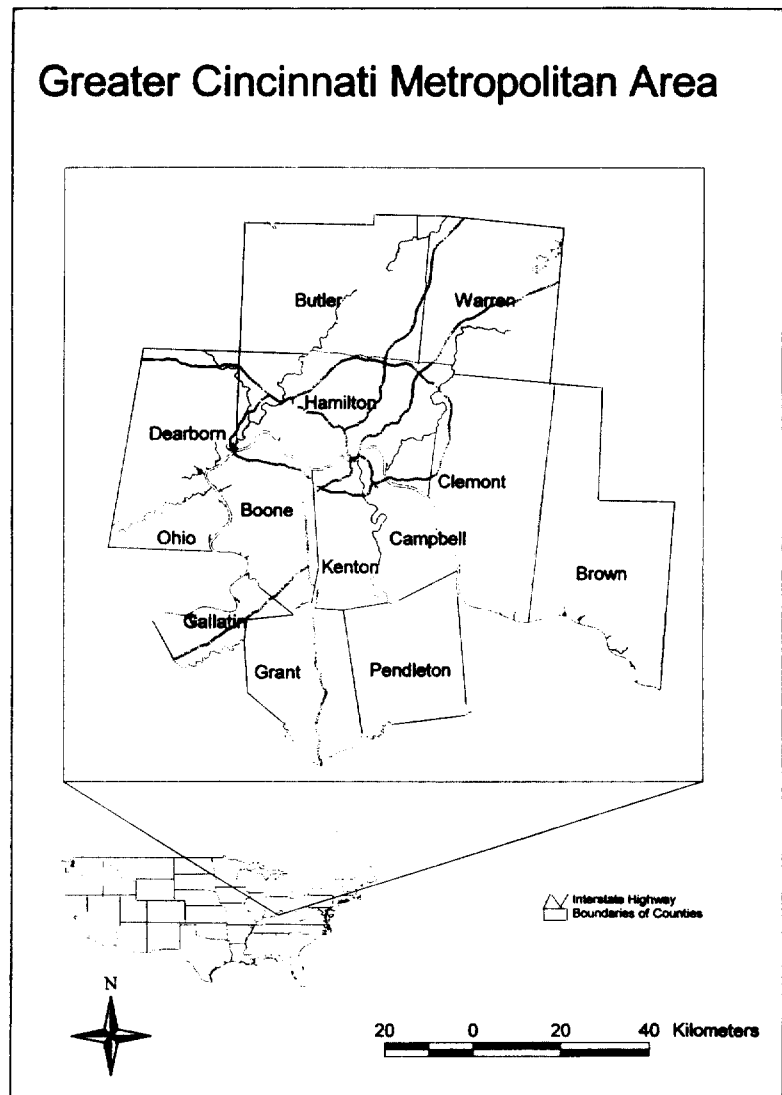 Greater Cincinnati Metropolitan Area
Butler
Warren
Hamilton
Dearborn
Clemont
Boone
Ohio
Campbell
Kenton
Brown
Gallatin
Grant
Pendleton
Interstate Highway
Boundaries of Counties
N
20 0 20 40 Kilometers